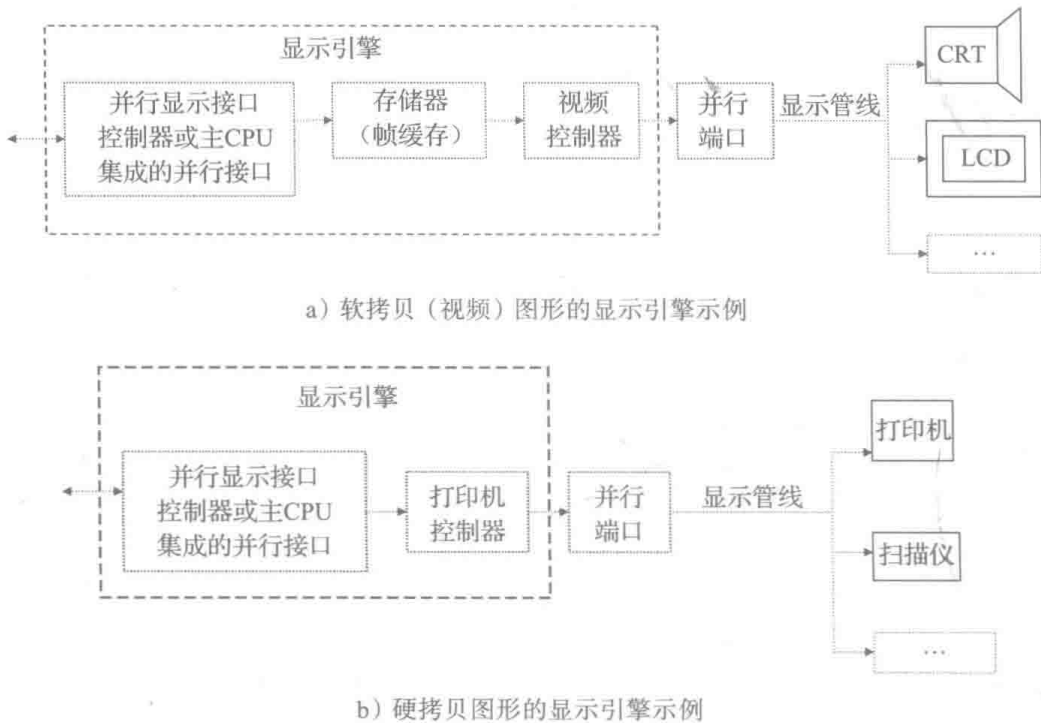 显示引擎
并行显示接口
控制器或主CPU
集成的并行接口
存储器
（帧缓存）
视频
控制器
并行
端口
显示管线
CRT
LCD
…
a）软拷贝（视频）图形的显示引擎示例
显示引擎
并行显示接口
控制器或主CPU
集成的并行接口
打印机
控制器
并行
端口
显示管线
打印机
扫描仪
…
b）硬拷贝图形的显示引擎示例